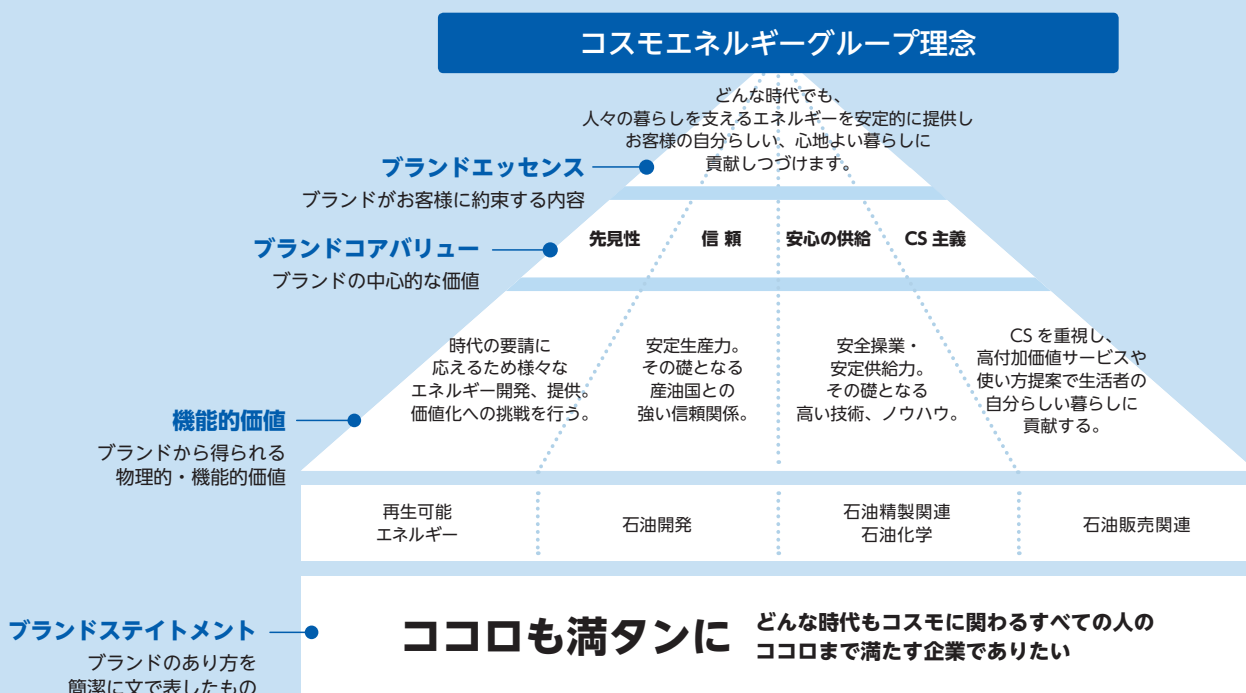 コスモエネルギーグループ理念
どんな時代でも、
人々の暮らしを支えるエネルギーを安定的に提供し
お客様の自分らしい、心地よい暮らしに
貢献しつづけます。
ブランドエッセンス
ブランドがお客様に約束する内容
ブランドコアバリュー
ブランドの中心的な価値
先見性
信 頼
安心の供給
CS 主義
機能的価値
ブランドから得られる
物理的・機能的価値
時代の要請に
応えるため様々な
エネルギー開発、提供。
価値化への挑戦を行う。
安定生産力。
その礎となる
産油国との
強い信頼関係。
安全操業・
安定供給力。
その礎となる
高い技術、ノウハウ。
CS を重視し、
高付加価値サービスや
使い方提案で生活者の
自分らしい暮らしに
貢献する。
再生可能
エネルギー
石油開発
石油精製関連
石油化学
石油販売関連
ブランドステイトメント
ブランドのあり方を
簡潔に文で表したもの
ココロも満タンに
どんな時代もコスモに関わるすべての人の
ココロまで満たす企業でありたい